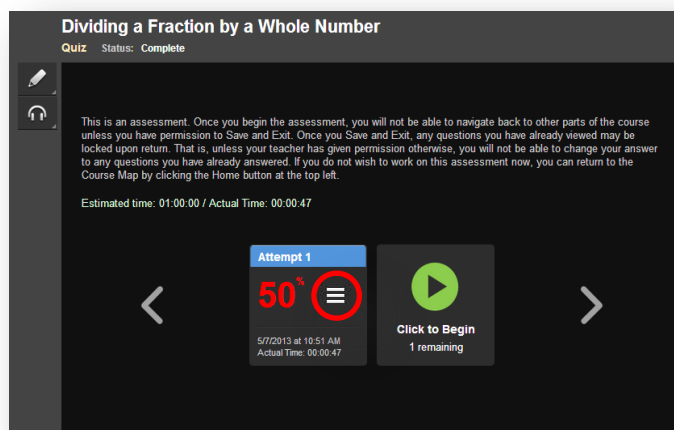 Dividing a Fraction by a Whole Number
Quiz Status: Complete
This is an assessment. Once you begin the assessment, you will not be able to navigate back to other parts of the course
unless you have permission to Save and Exit. Once you Save and Exit, any questions you have already viewed may be
locked upon return. That is, unless your teacher has given permission otherwise, you will not be able to change your answer
to any questions you have already answered. If you do not wish to work on this assessment now, you can return to the
Course Map by clicking the Home button at the top left.
Estimated time: 01:00:00 / Actual Time: 00:00:47
Attempt 1
50%
5/7/2013 at 10:51 AM
Actual Time: 00:00:47
Click to Begin
1 remaining